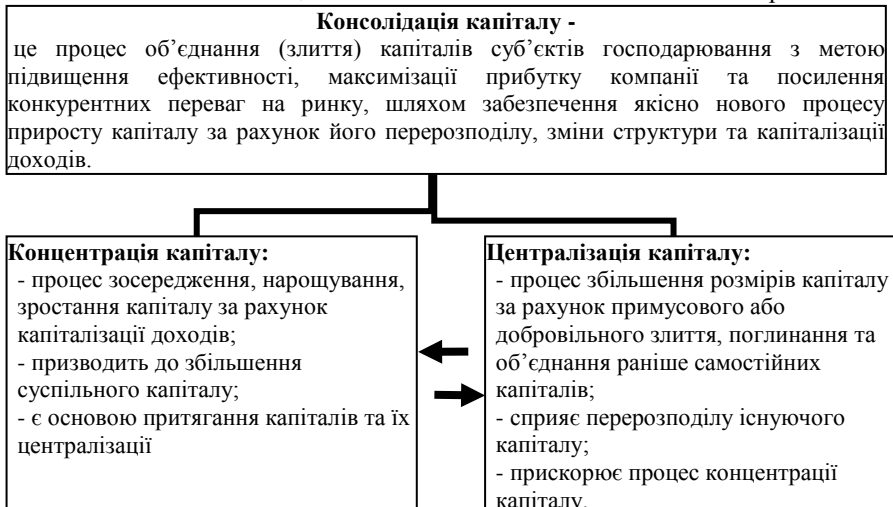 Консолідація капіталу -
це процес об’єднання (злиття) капіталів суб’єктів господарювання з метою
підвищення ефективності, максимізації прибутку компанії та посилення
конкурентних переваг на ринку, шляхом забезпечення якісно нового процесу
приросту капіталу за рахунок його перерозподілу, зміни структури та капіталізації
доходів.
Концентрація капіталу:
- процес зосередження, нарощування,
зростання капіталу за рахунок
капіталізації доходів;
- призводить до збільшення
суспільного капіталу;
- є основою притягання капіталів та їх
централізації
Централізація капіталу:
- процес збільшення розмірів капіталу
за рахунок примусового або
добровільного злиття, поглинання та
об’єднання раніше самостійних
капіталів;
- сприяє перерозподілу існуючого
капіталу;
- прискорює процес концентрації
капіталу.